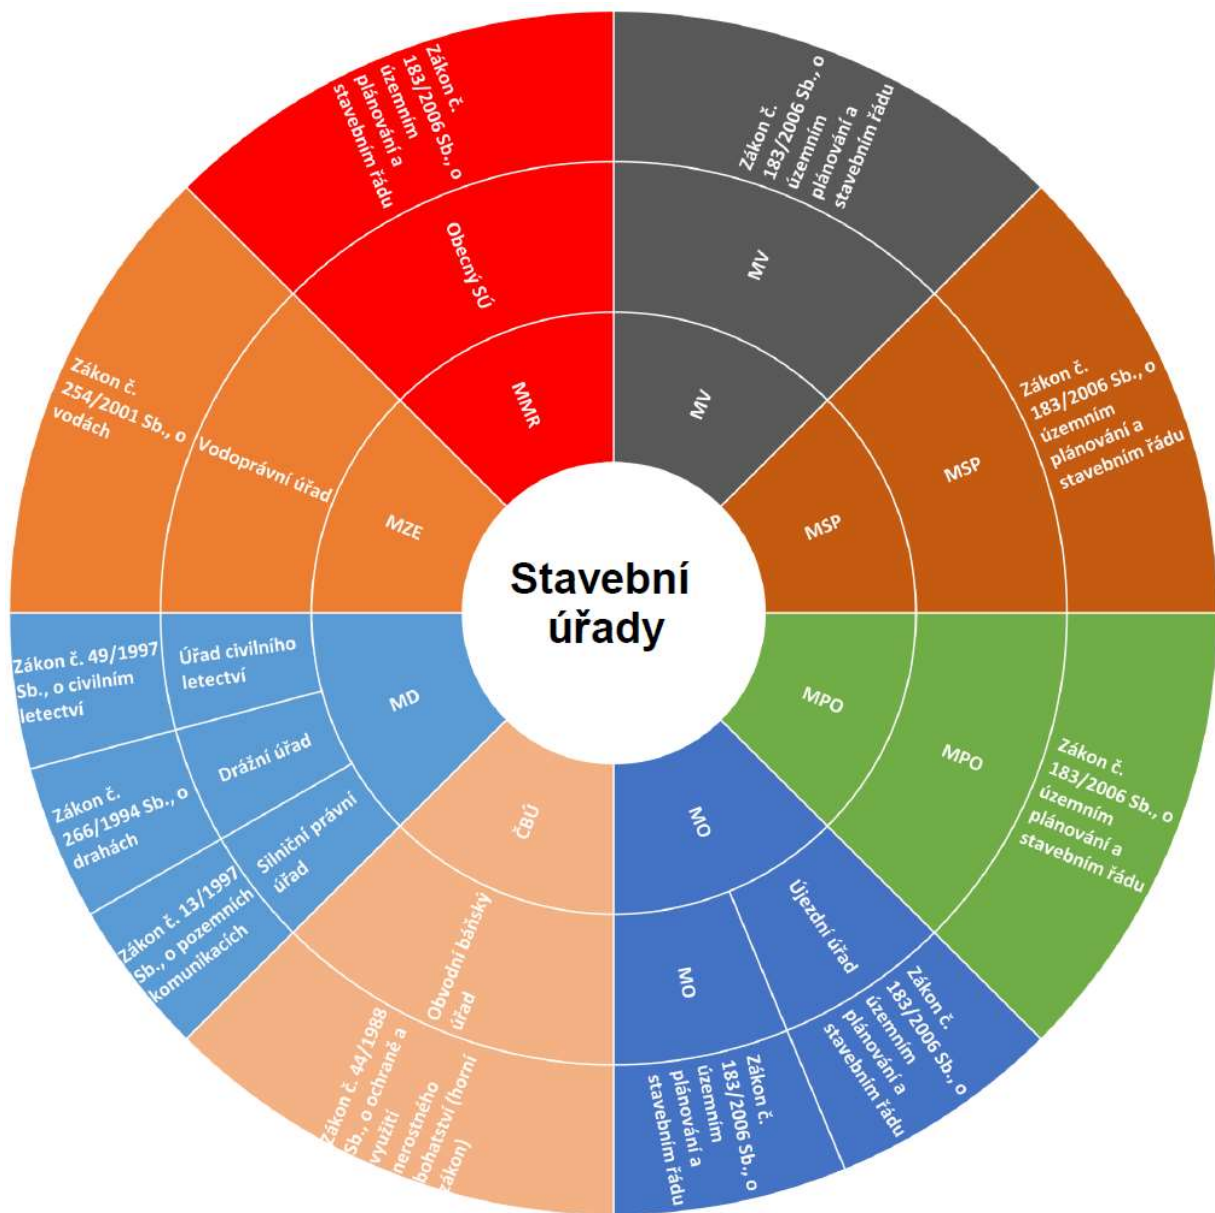 Stavební
úřady
MV
MV
Zákon č.
183/2006 Sb., o
územním
plánování a
stavebním řádu
MSP
MSP
Zákon č.
183/2006 Sb., o
územním
plánování a
stavebním řádu
MPO
MPO
Zákon č.
183/2006 Sb., o
územním
plánování a
stavebním řádu
MO
Újezdní úřad
Zákon č.
183/2006 Sb., o
územním
plánování a
stavebním řádu
MO
Zákon č.
183/2006 Sb., o
územním
plánování a
stavebním řádu
ČBÚ
Obvodní báňský
úřad
Zákon č. 44/1988
Sb., o ochraně a
využití
nerostného
bohatství (horní
zákon)
MD
Silniční právní
úřad
Zákon č. 13/1997
Sb., o pozemních
komunikacích
Drážní úřad
Zákon č.
266/1994 Sb., o
drahách
Úřad civilního
letectví
Zákon č. 49/1997
Sb., o civilním
letectví
MZE
Vodoprávní úřad
Zákon č.
254/2001 Sb., o
vodách
MMR
Obecný SÚ
Zákon č.
183/2006 Sb., o
územním
plánování a
stavebním řádu